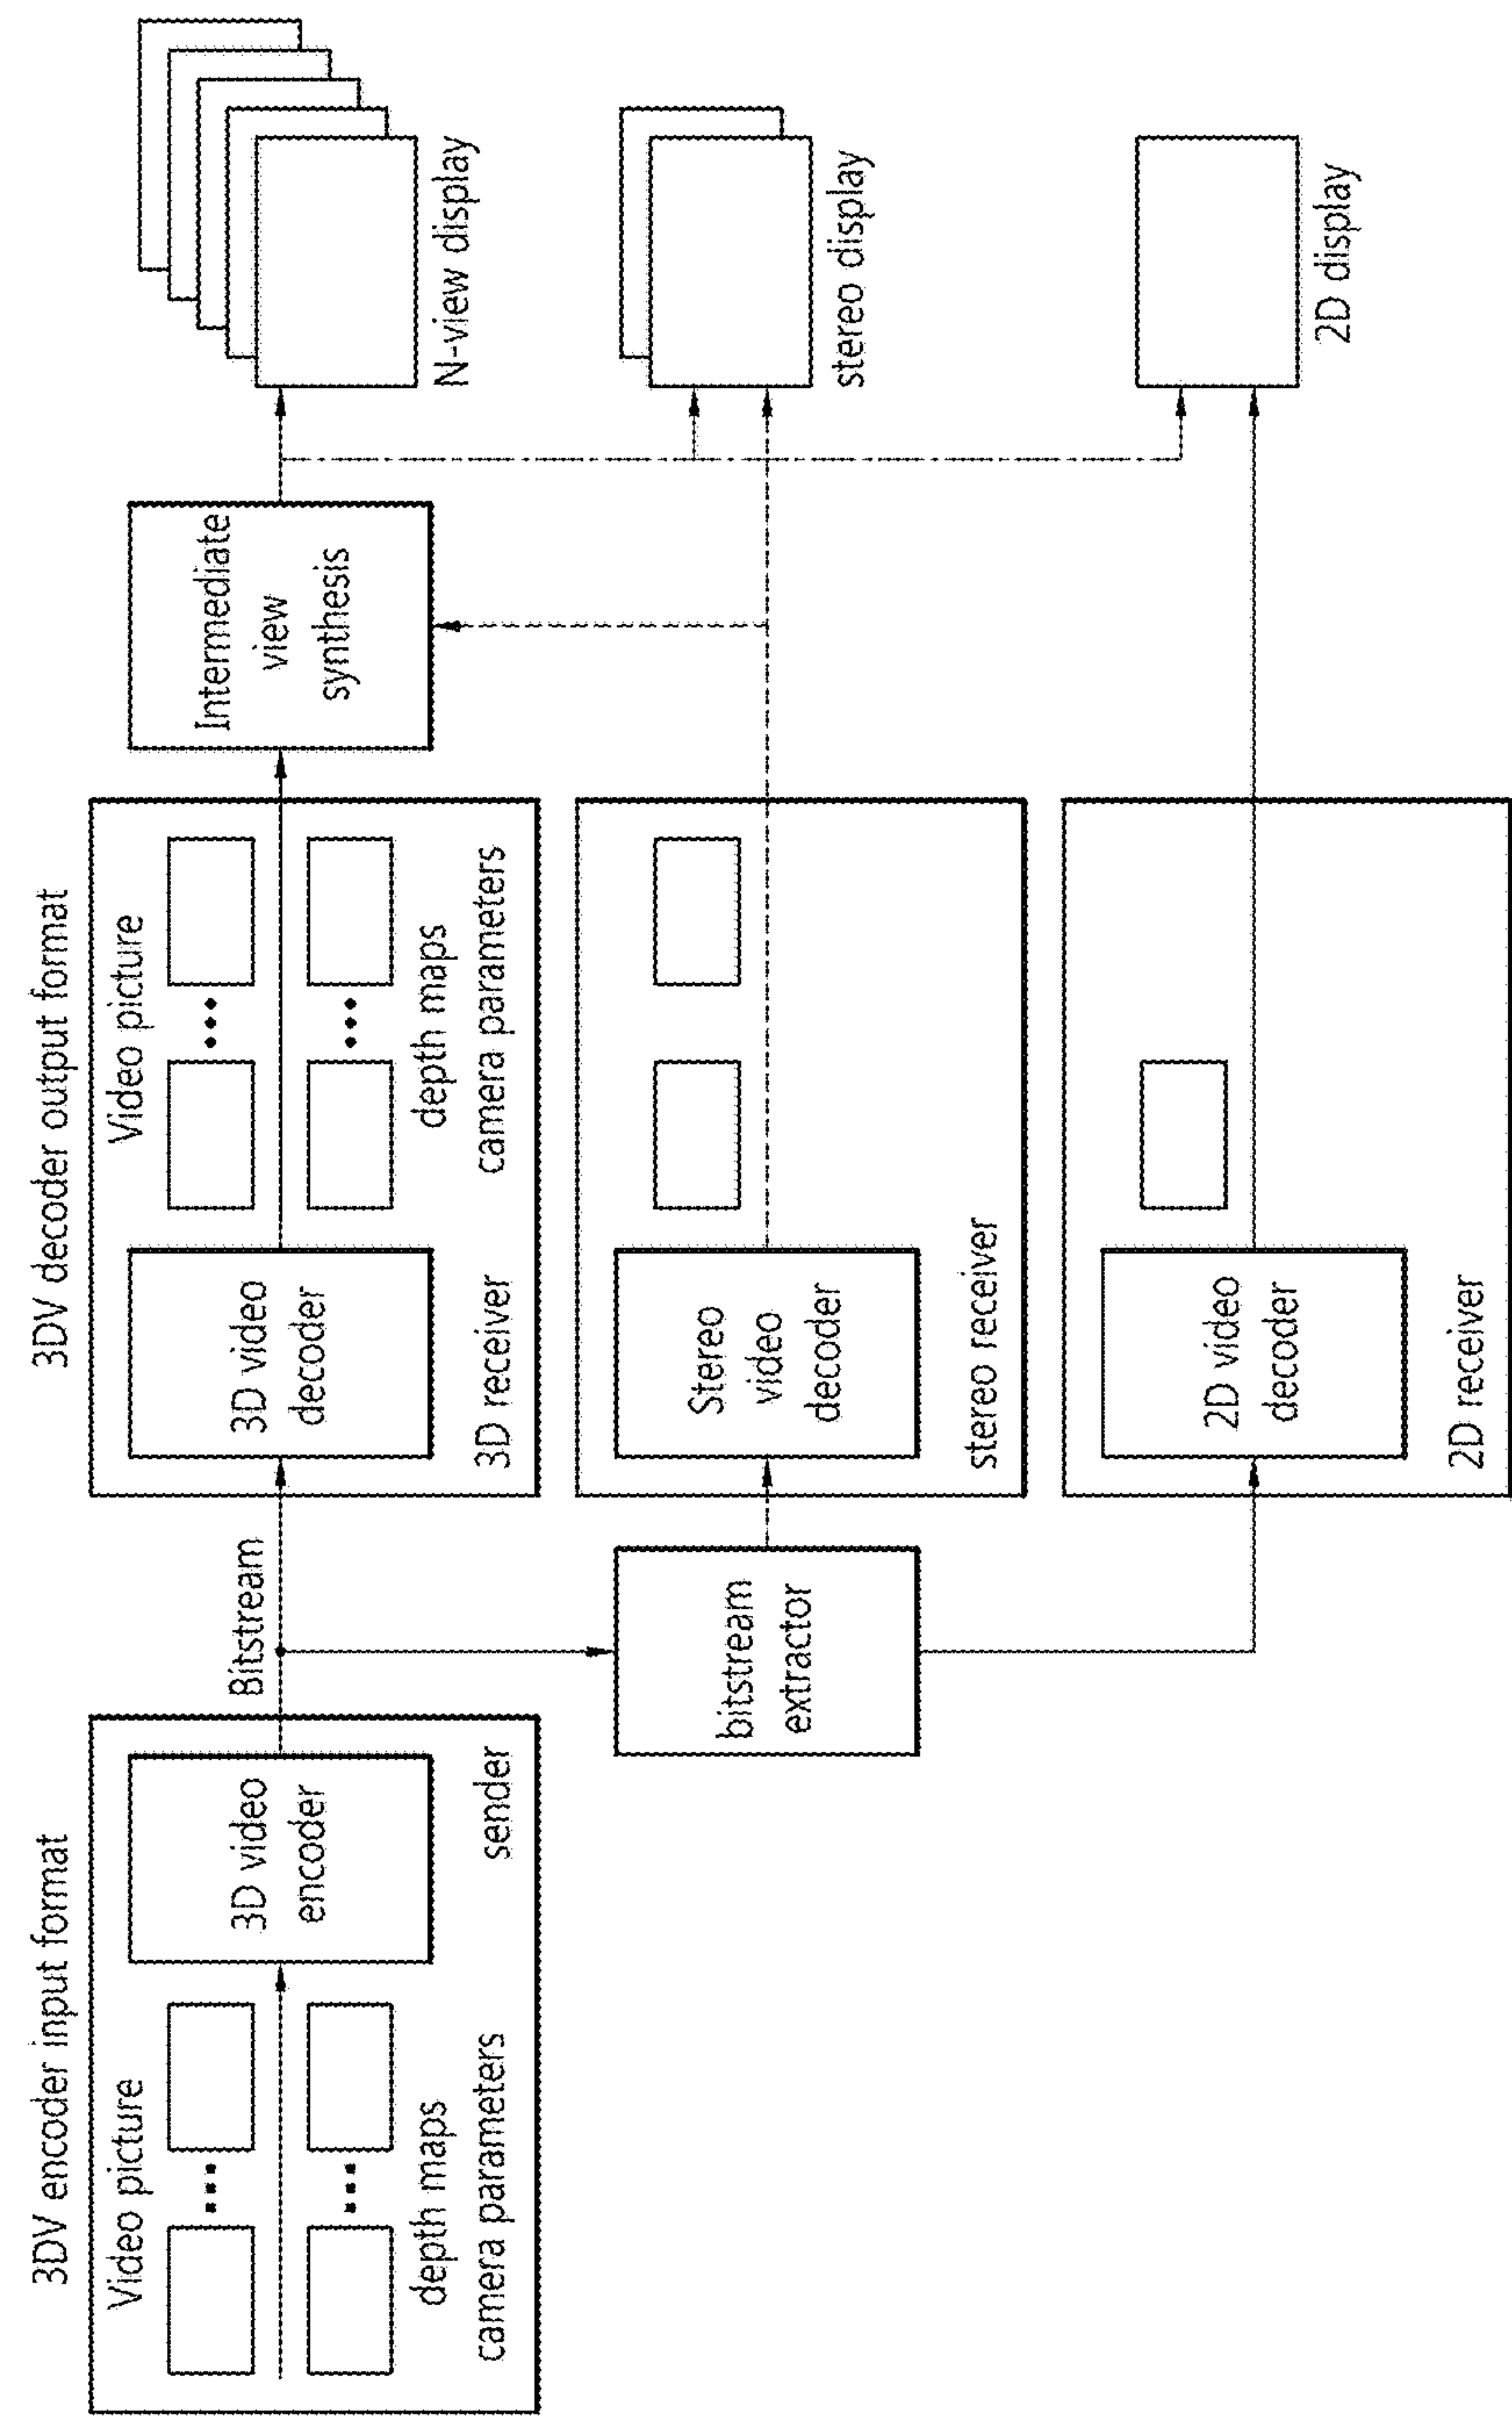 3DV encoder input format
Video picture
depth maps
camera parameters
3D video
encoder
sender
Bitstream
bitstream
extractor
3DV decoder output format
3D video
decoder
Video picture
depth maps
camera parameters
3D receiver
Stereo
video
decoder
stereo receiver
2D video
decoder
2D receiver
Intermediate
view
synthesis
N-view display
stereo display
2D display